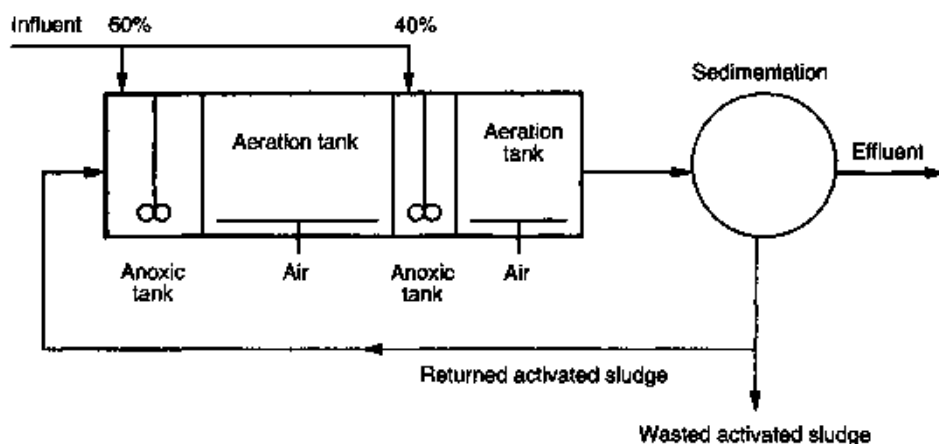 Influent
60%
40%
Sedimentation
Aeration tank
Aeration
tank
Effluent
Anoxic
tank
Air
Anoxic
tank
Air
Returned activated sludge
Wasted activated sludge